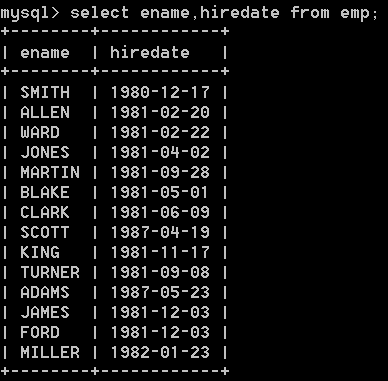 mysql> select ename,hiredate from emp;
+--------+------------+
| ename  | hiredate   |
+--------+------------+
| SMITH  | 1980-12-17 |
| ALLEN  | 1981-02-20 |
| WARD   | 1981-02-22 |
| JONES  | 1981-04-02 |
| MARTIN | 1981-09-28 |
| BLAKE  | 1981-05-01 |
| CLARK  | 1981-06-09 |
| SCOTT  | 1987-04-19 |
| KING   | 1981-11-17 |
| TURNER | 1981-09-08 |
| ADAMS  | 1987-05-23 |
| JAMES  | 1981-12-03 |
| FORD   | 1981-12-03 |
| MILLER | 1982-01-23 |
+--------+------------+